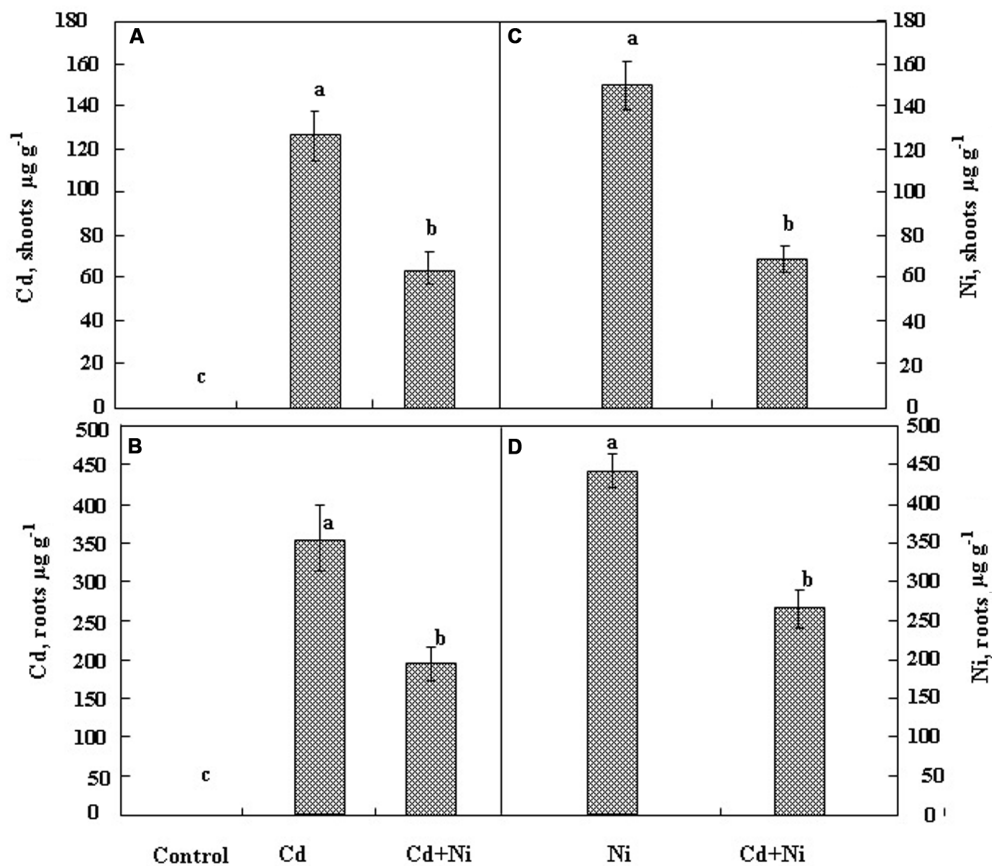 A
C
Cd, shoots µg g-1
180
160
140
120
100
80
60
40
20
0
a
b
c
a
b
180
160
140
120
100
80
60
40
20
0
Ni, shoots µg g-1
B
D
Cd, roots µg g-1
500
450
400
350
300
250
200
150
100
50
0
a
b
c
a
b
500
450
400
350
300
250
200
150
100
50
0
Ni, roots µg g-1
Control Cd Cd+Ni Ni Cd+Ni